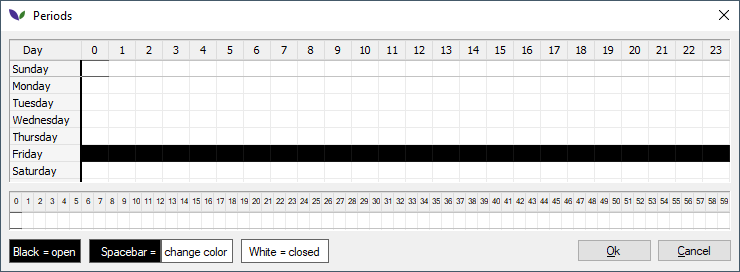 Periods
Day 0 1 2 3 4 5 6 7 8 9 10 11 12 13 14 15 16 17 18 19 20 21 22 23
Sunday
Monday
Tuesday
Wednesday
Thursday
Friday
Saturday
0 1 2 3 4 5 6 7 8 9 10 11 12 13 14 15 16 17 18 19 20 21 22 23 24 25 26 27 28 29 30 31 32 33 34 35 36 37 38 39 40 41 42 43 44 45 46 47 48 49 50 51 52 53 54 55 56 57 58 59
Black = open Spacebar = change color White = closed Ok Cancel